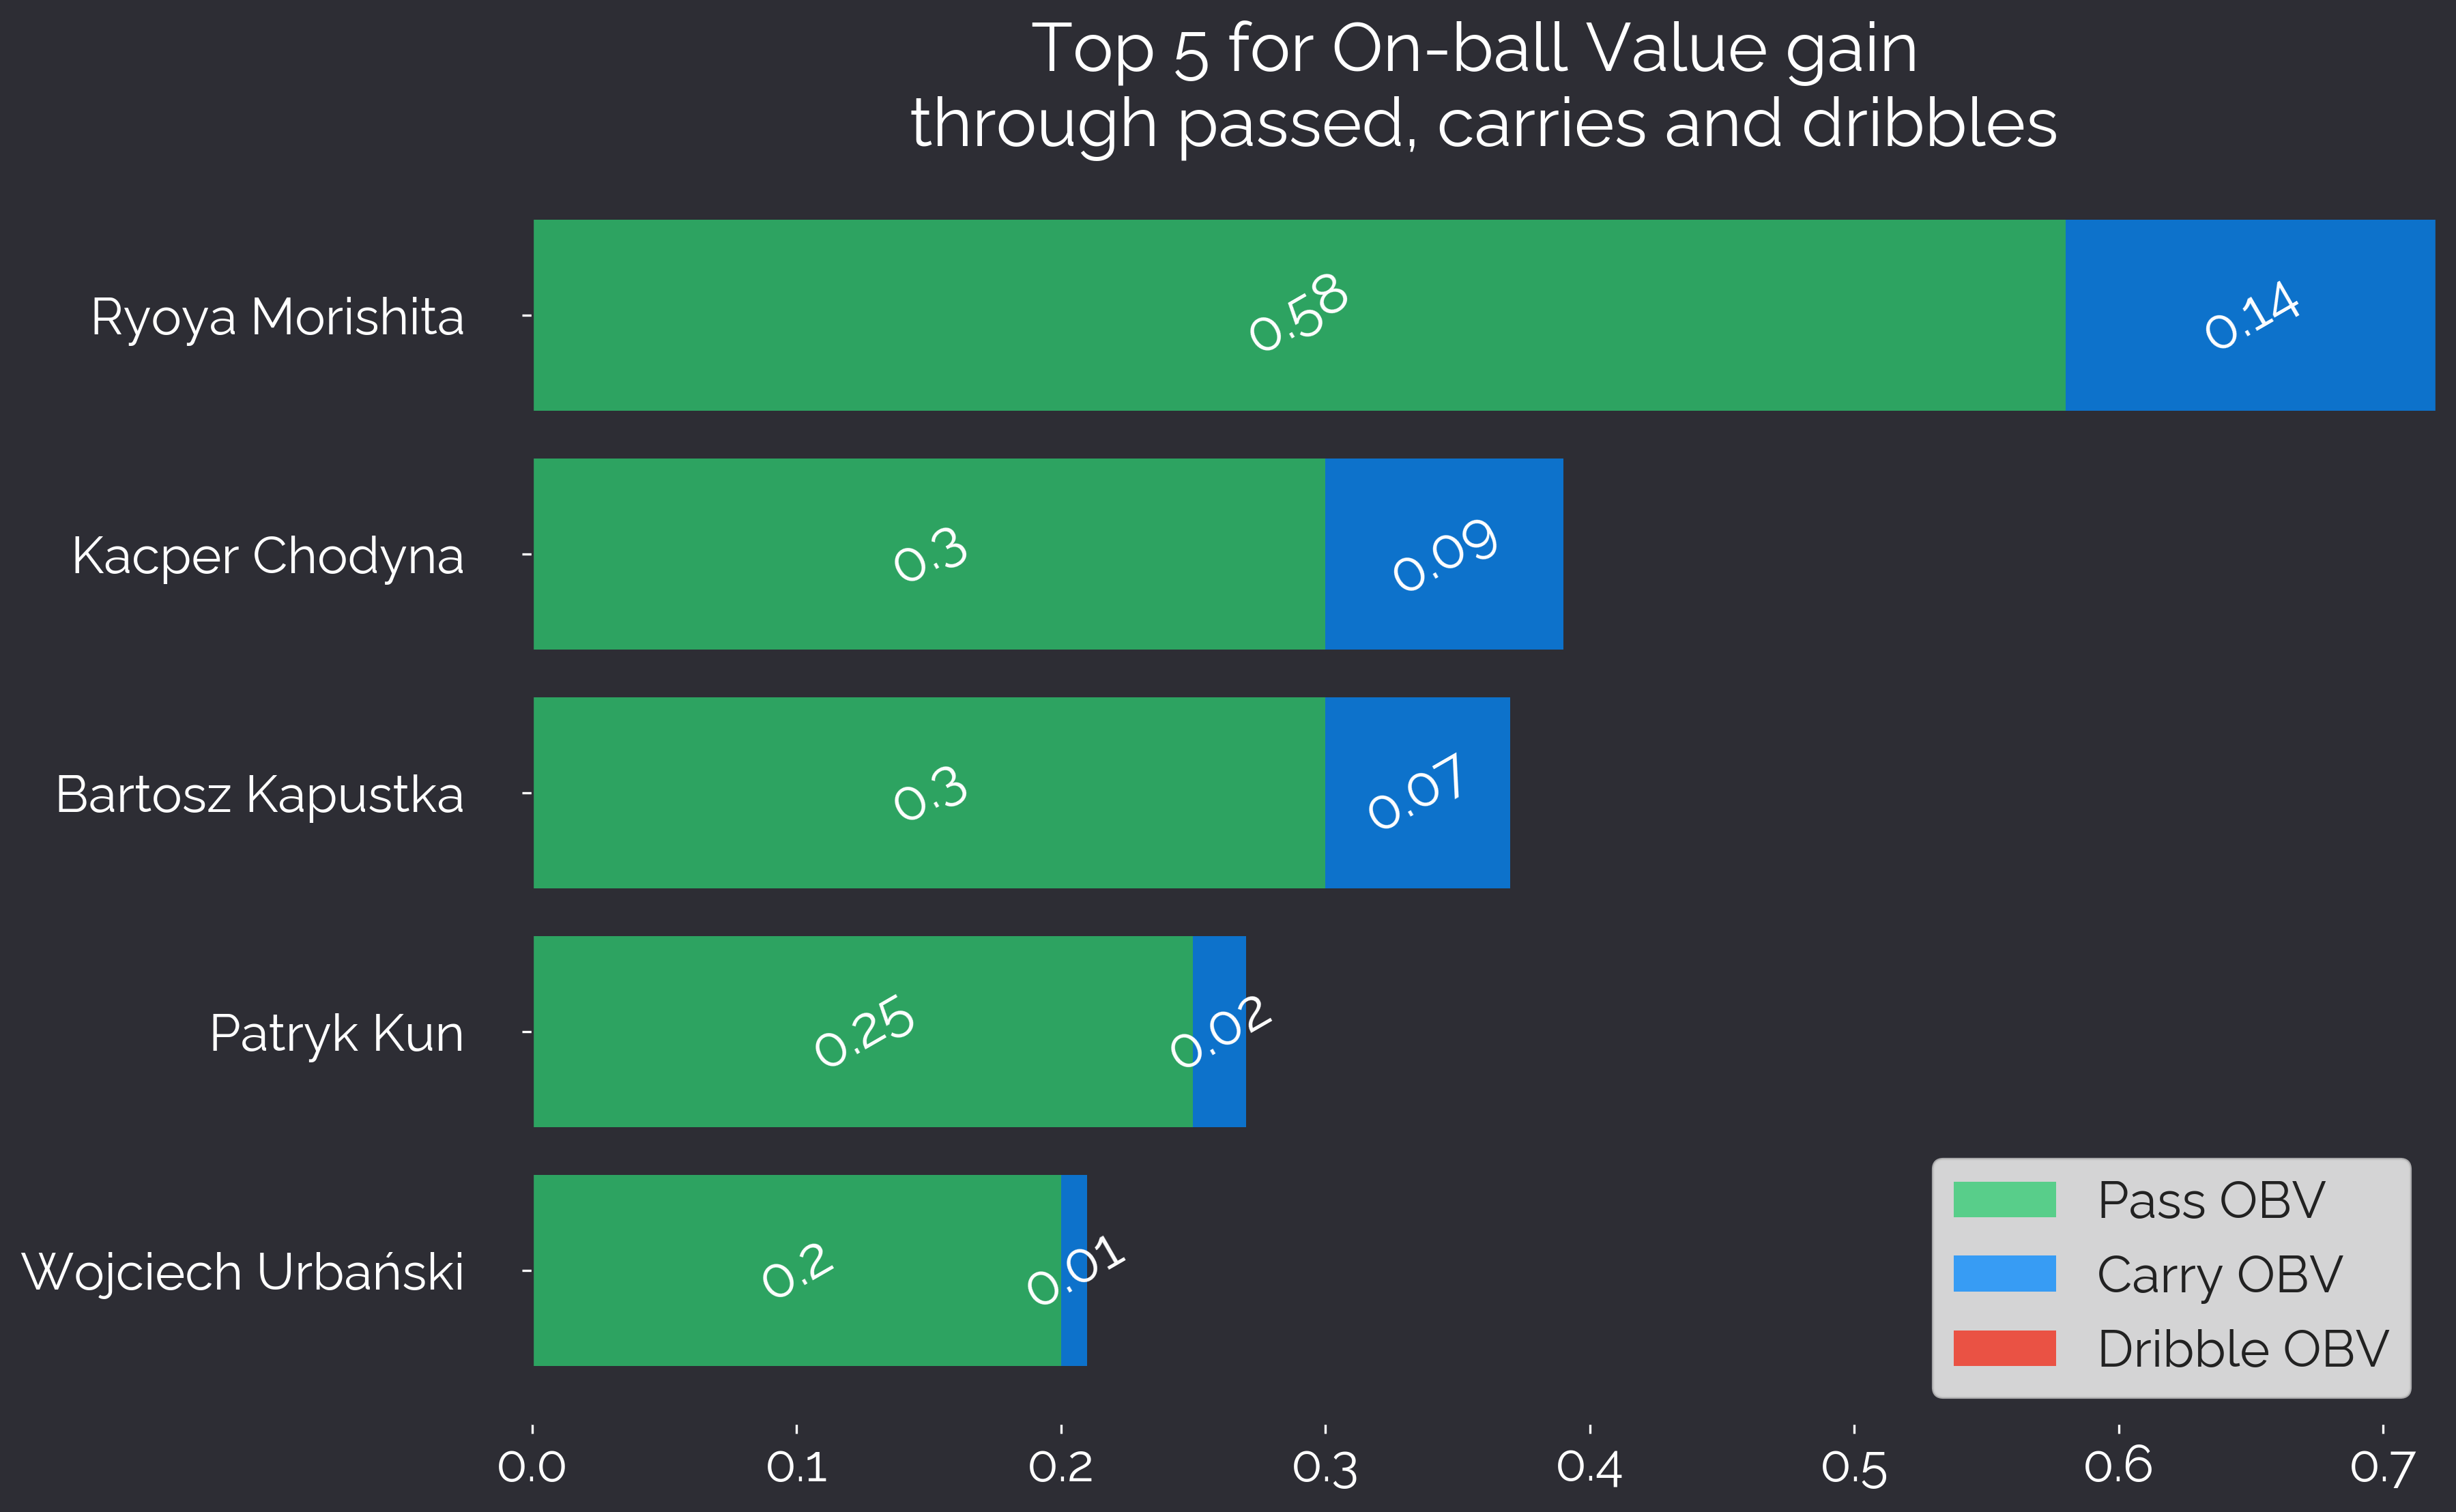 Top 5 for On-ball Value gain
through passed, carries and dribbles
Ryoya Morishita
0.58
0.14
Kacper Chodyna
0.3
0.09
Bartosz Kapustka
0.3
0.07
Patryk Kun
0.25
0.02
Wojciech Urbański
0.2
0.01
Pass OBV
Carry OBV
Dribble OBV
0.0 0.1 0.2 0.3 0.4 0.5 0.6 0.7